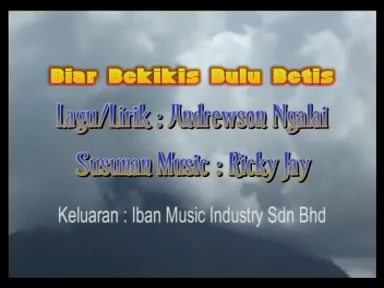 Biar Bekikis Bulu Betis
Lagu/Lirik : Andrewson Ngalai
Susunan Music : Ricky Jay
Keluaran : Iban Music Industry Sdn Bhd